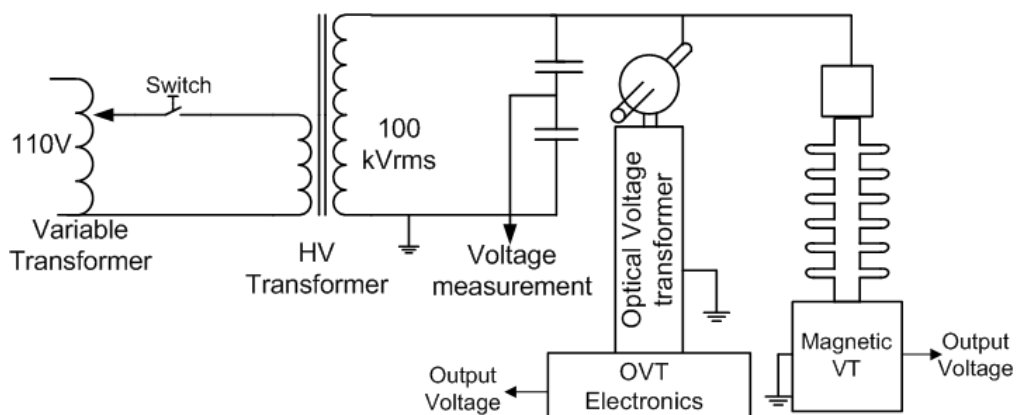 Switch
110V
Variable
Transformer
HV
Transformer
100
kVrms
Voltage
measurement
Optical Voltage
transformer
OVT
Electronics
Output
Voltage
Magnetic
VT
Output
Voltage